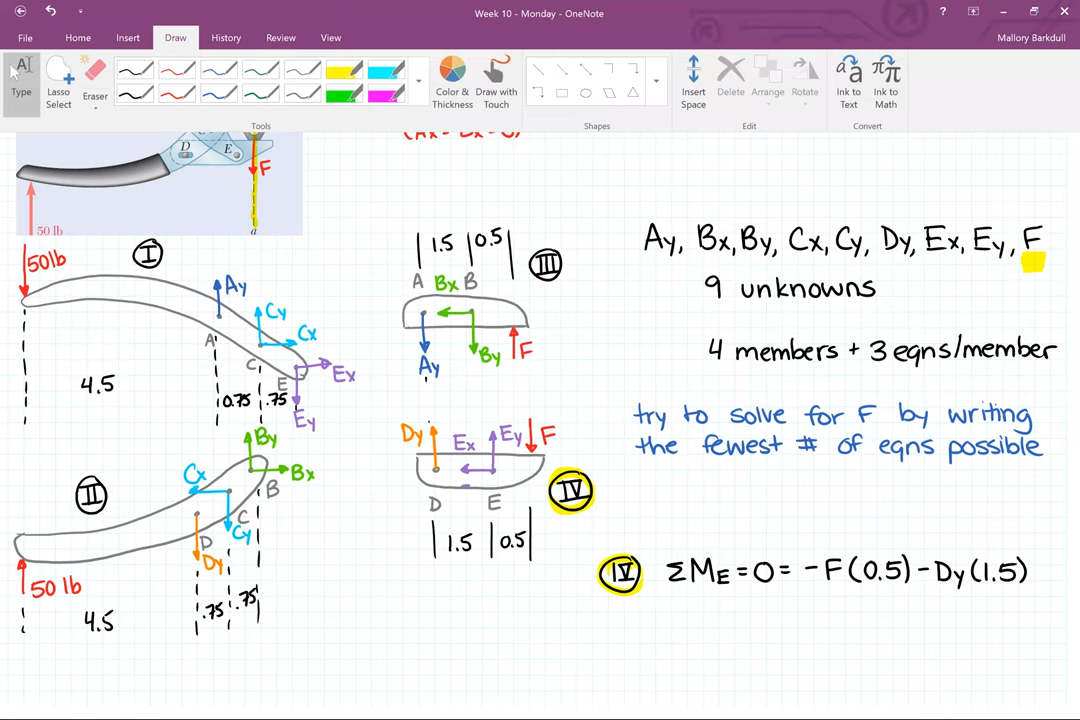 Week 10 - Monday - OneNote
?
File
Home
Insert
Draw
History
Review
View
Mallory Barkdull
Type
Lasso Select
Eraser
Color & Thickness
Draw with Touch
Insert Space
Delete
Arrange
Rotate
Ink to Text
Ink to Math
Tools
Shapes
Edit
Convert
D
E
F
50 lb
a
50lb
I
Ay
Cy
Cx
A
C
E
Ex
Ey
4.5
0.75
.75
II
By
Bx
Cx
B
C
Cy
D
Dy
50 lb
4.5
.75
.75
1.5
0.5
III
A
Bx
B
Ay
By
F
Dy
Ex
Ey
F
IV
D
E
1.5
0.5
Ay, Bx, By, Cx, Cy, Dy, Ex, Ey, F
9 unknowns
4 members + 3 eqns/member
try to solve for F by writing
the fewest # of eqns possible
IV ΣME = 0 = -F(0.5) - Dy(1.5)